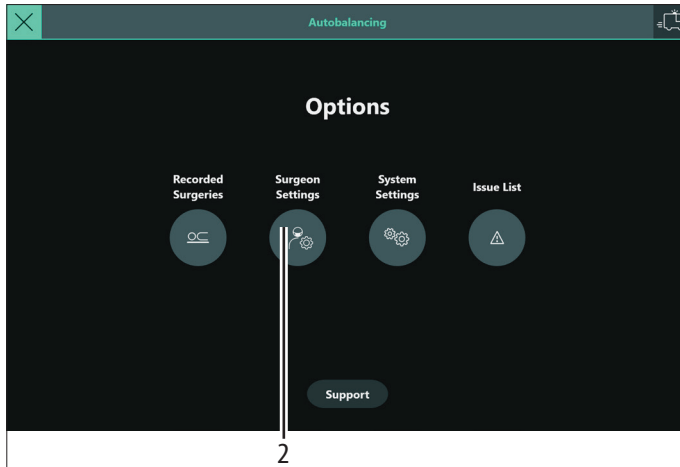 Autobalancing
Options
Recorded
Surgeries
Surgeon
Settings
System
Settings
Issue List
Support
2